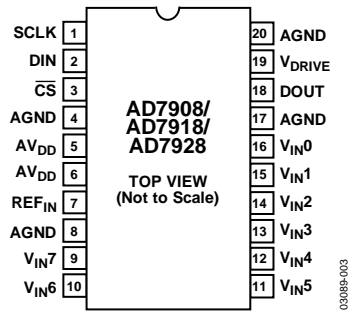 SCLK 1
DIN 2
CS 3
AGND 4
AVDD 5
AVDD 6
REFIN 7
AGND 8
VIN7 9
VIN6 10
AD7908/
AD7918/
AD7928
TOP VIEW
(Not to Scale)
20 AGND
19 VDRIVE
18 DOUT
17 AGND
16 VIN0
15 VIN1
14 VIN2
13 VIN3
12 VIN4
11 VIN5
03089-003